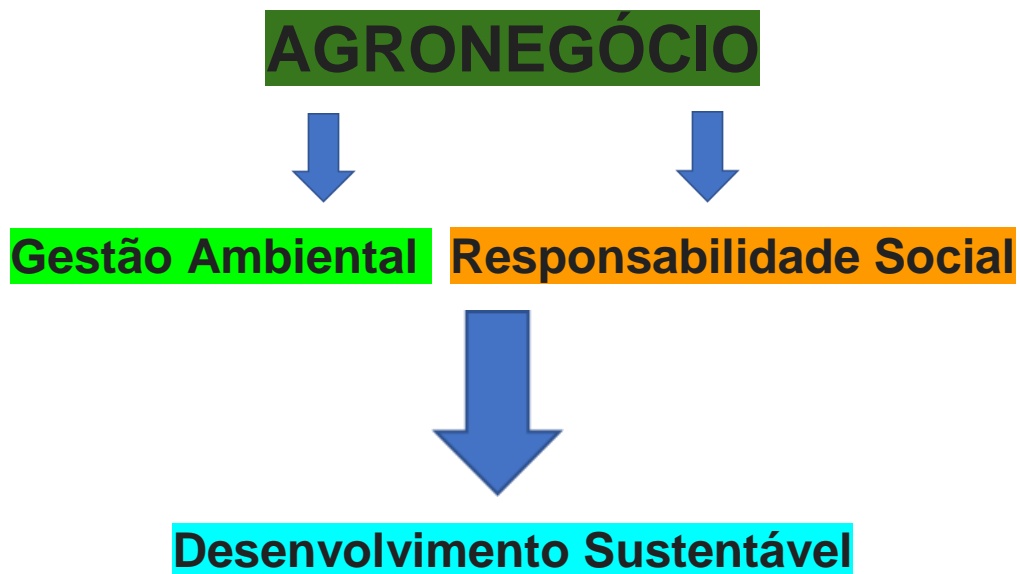 AGRONEGÓCIO
Gestão Ambiental Responsabilidade Social
Desenvolvimento Sustentável